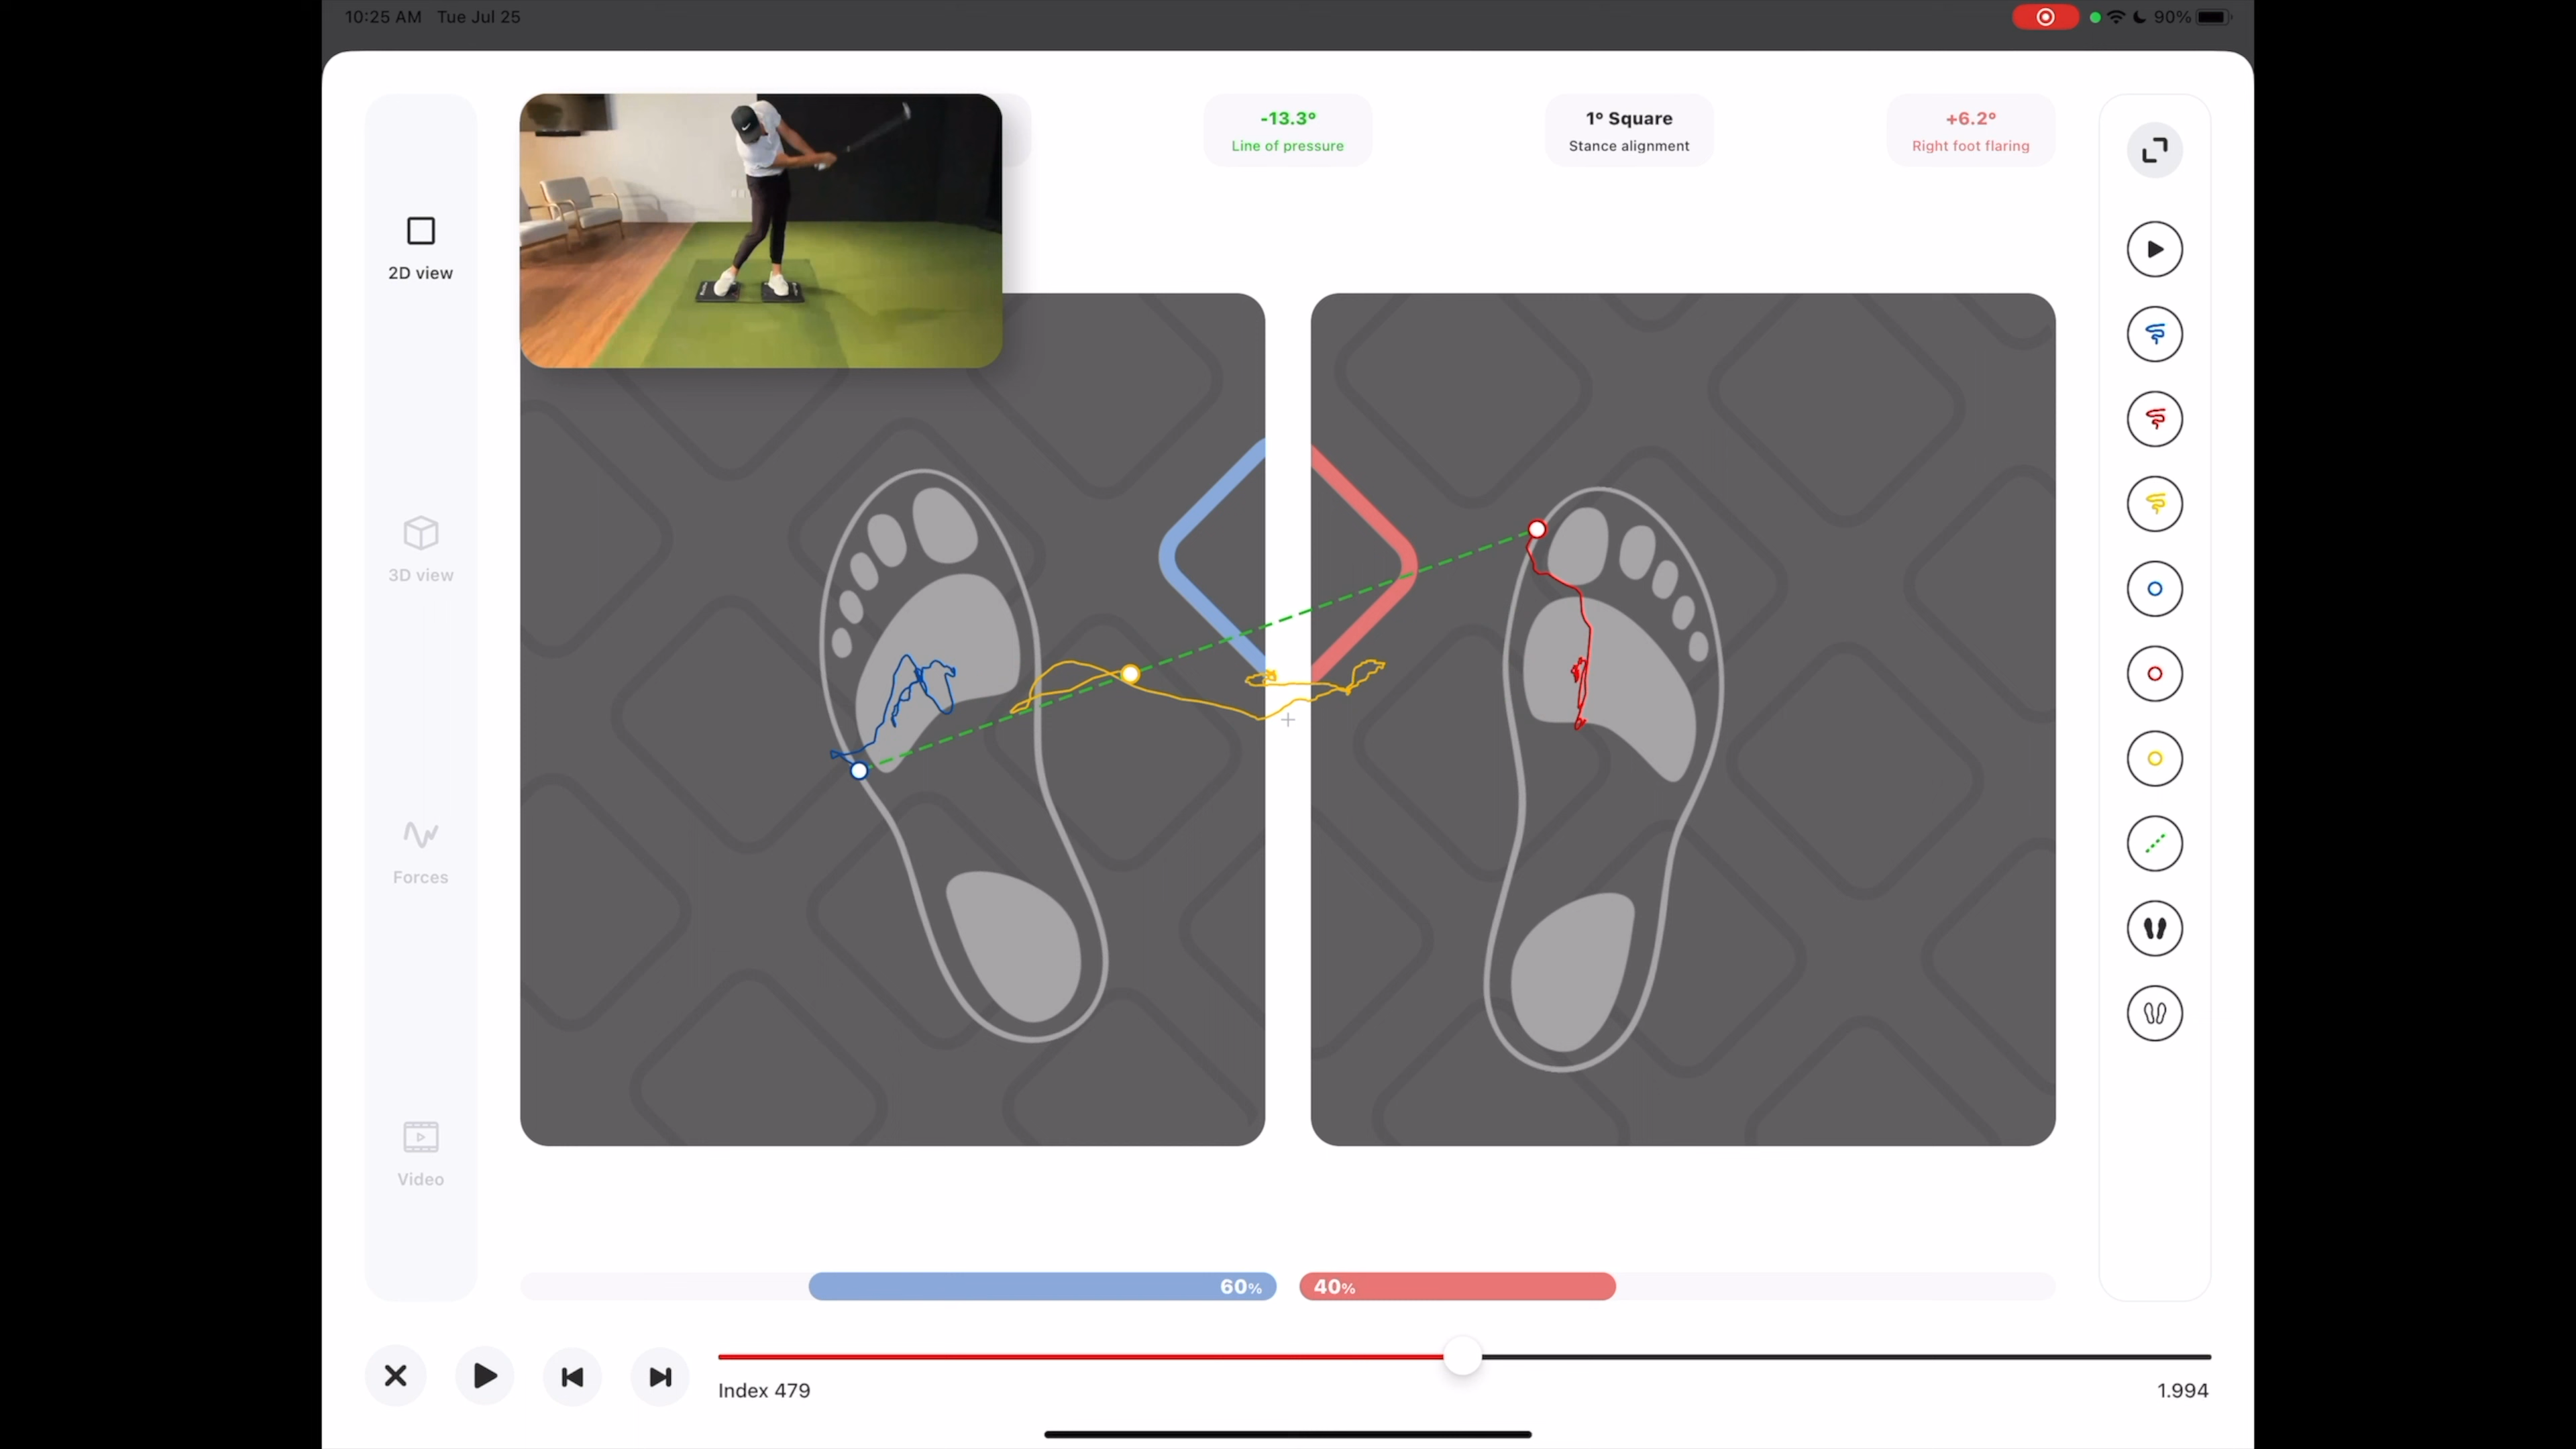 10:25 AM Tue Jul 25
90%
-13.3°
Line of pressure
1° Square
Stance alignment
+6.2°
Right foot flaring
2D view
3D view
Forces
Video
60%
40%
Index 479
1.994